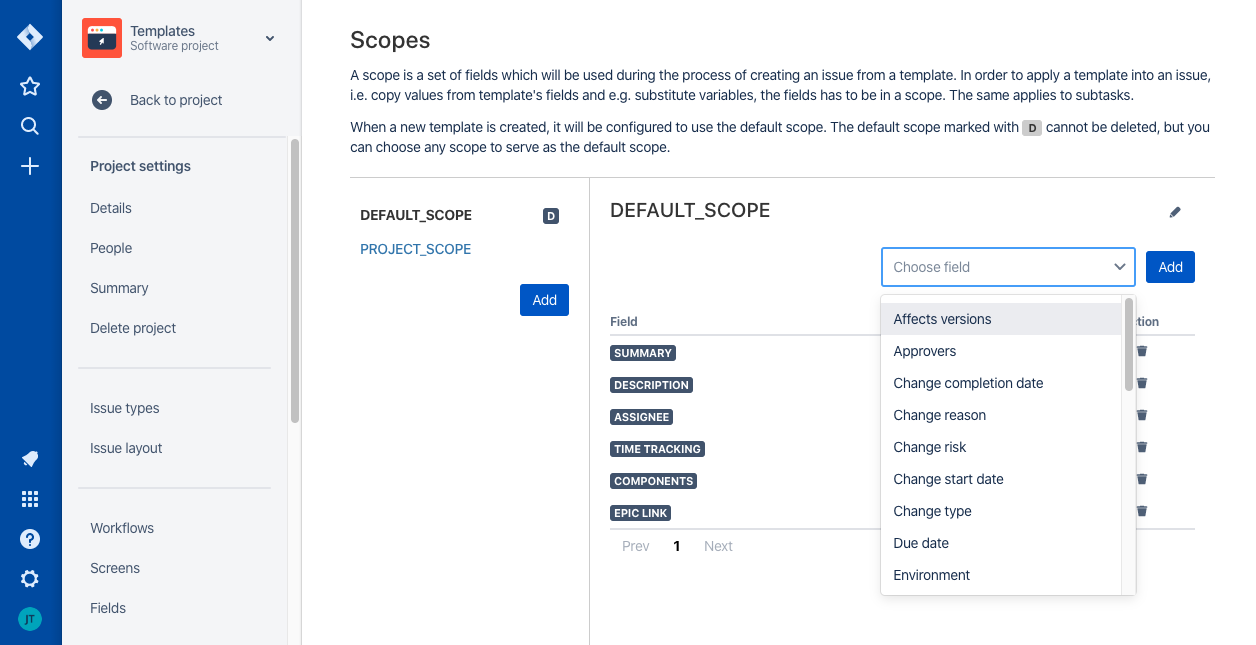 Templates
Software project
Back to project
Project settings
Details
People
Summary
Delete project
Issue types
Issue layout
Workflows
Screens
Fields
JT
Scopes
A scope is a set of fields which will be used during the process of creating an issue from a template. In order to apply a template into an issue,
i.e. copy values from template's fields and e.g. substitute variables, the fields has to be in a scope. The same applies to subtasks.
When a new template is created, it will be configured to use the default scope. The default scope marked with D cannot be deleted, but you
can choose any scope to serve as the default scope.
DEFAULT_SCOPE D
PROJECT_SCOPE
Add
DEFAULT_SCOPE
Choose field Add
Field
SUMMARY
DESCRIPTION
ASSIGNEE
TIME TRACKING
COMPONENTS
EPIC LINK
Prev 1 Next
Affects versions
Approvers
Change completion date
Change reason
Change risk
Change start date
Change type
Due date
Environment